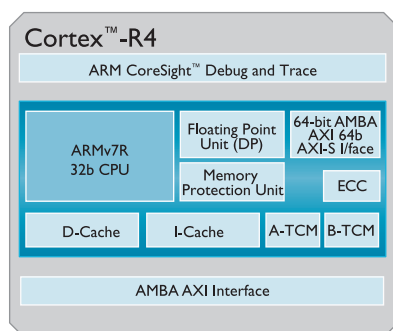 Cortex™-R4
ARM CoreSight™ Debug and Trace
ARMv7R
32b CPU
Floating Point
Unit (DP)
64-bit AMBA
AXI 64b
AXI-S I/face
Memory
Protection Unit
ECC
D-Cache
I-Cache
A-TCM
B-TCM
AMBA AXI Interface